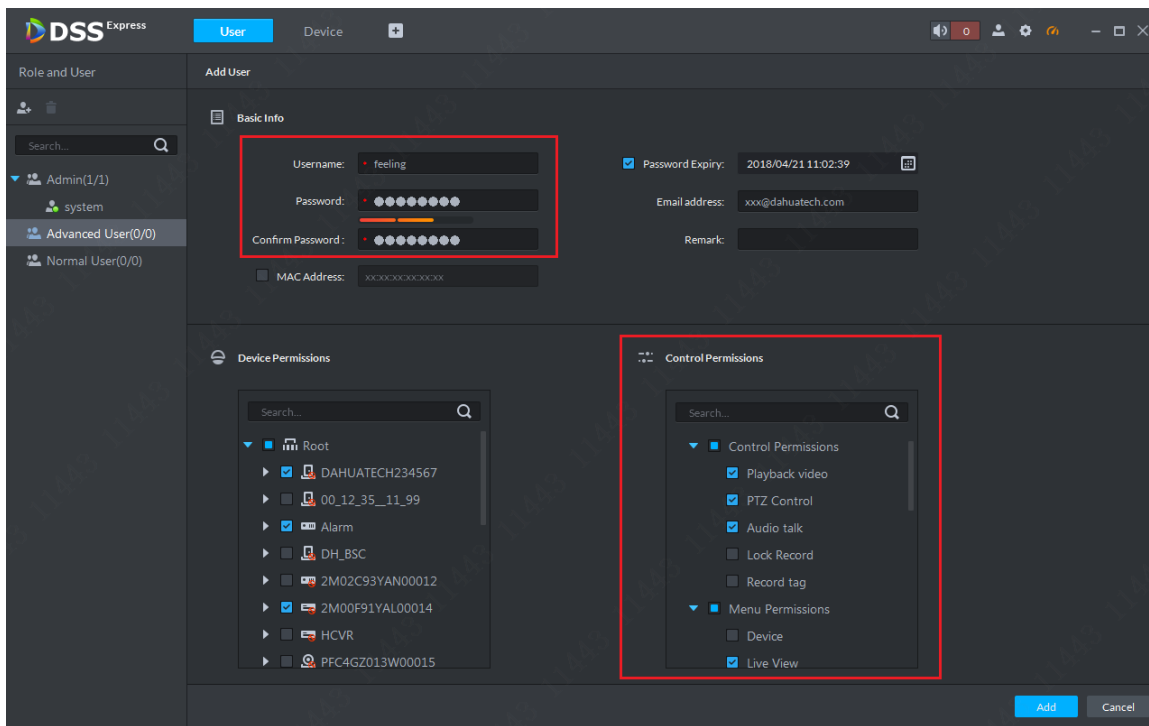 DSS Express
User
Device
0
Role and User
Search...
Admin(1/1)
system
Advanced User(0/0)
Normal User(0/0)
Add User
Basic Info
Username: * feeling
Password: *
Confirm Password : *
MAC Address: xx:xx:xx:xx:xx:xx
Password Expiry: 2018/04/21 11:02:39
Email address: xxx@dahuatech.com
Remark:
Device Permissions
Search...
Root
DAHUATECH234567
00_12_35__11_99
Alarm
DH_BSC
2M02C93YAN00012
2M00F91YAL00014
HCVR
PFC4GZ013W00015
Control Permissions
Search...
Control Permissions
Playback video
PTZ Control
Audio talk
Lock Record
Record tag
Menu Permissions
Device
Live View
Add
Cancel